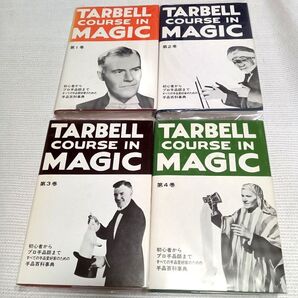 TARBELL
COURSE IN
MAGIC
第1巻
初心者から
プロ手品師まで
すべての手品愛好家のための
手品百科事典
TARBELL
COURSE IN
MAGIC
第2巻
初心者から
プロ手品師まで
すべての手品愛好家のための
手品百科事典
TARBELL
COURSE IN
MAGIC
第3巻
初心者から
プロ手品師まで
すべての手品愛好家のための
手品百科事典
TARBELL
COURSE IN
MAGIC
第4巻
初心者から
プロ手品師まで
すべての手品愛好家のための
手品百科事典